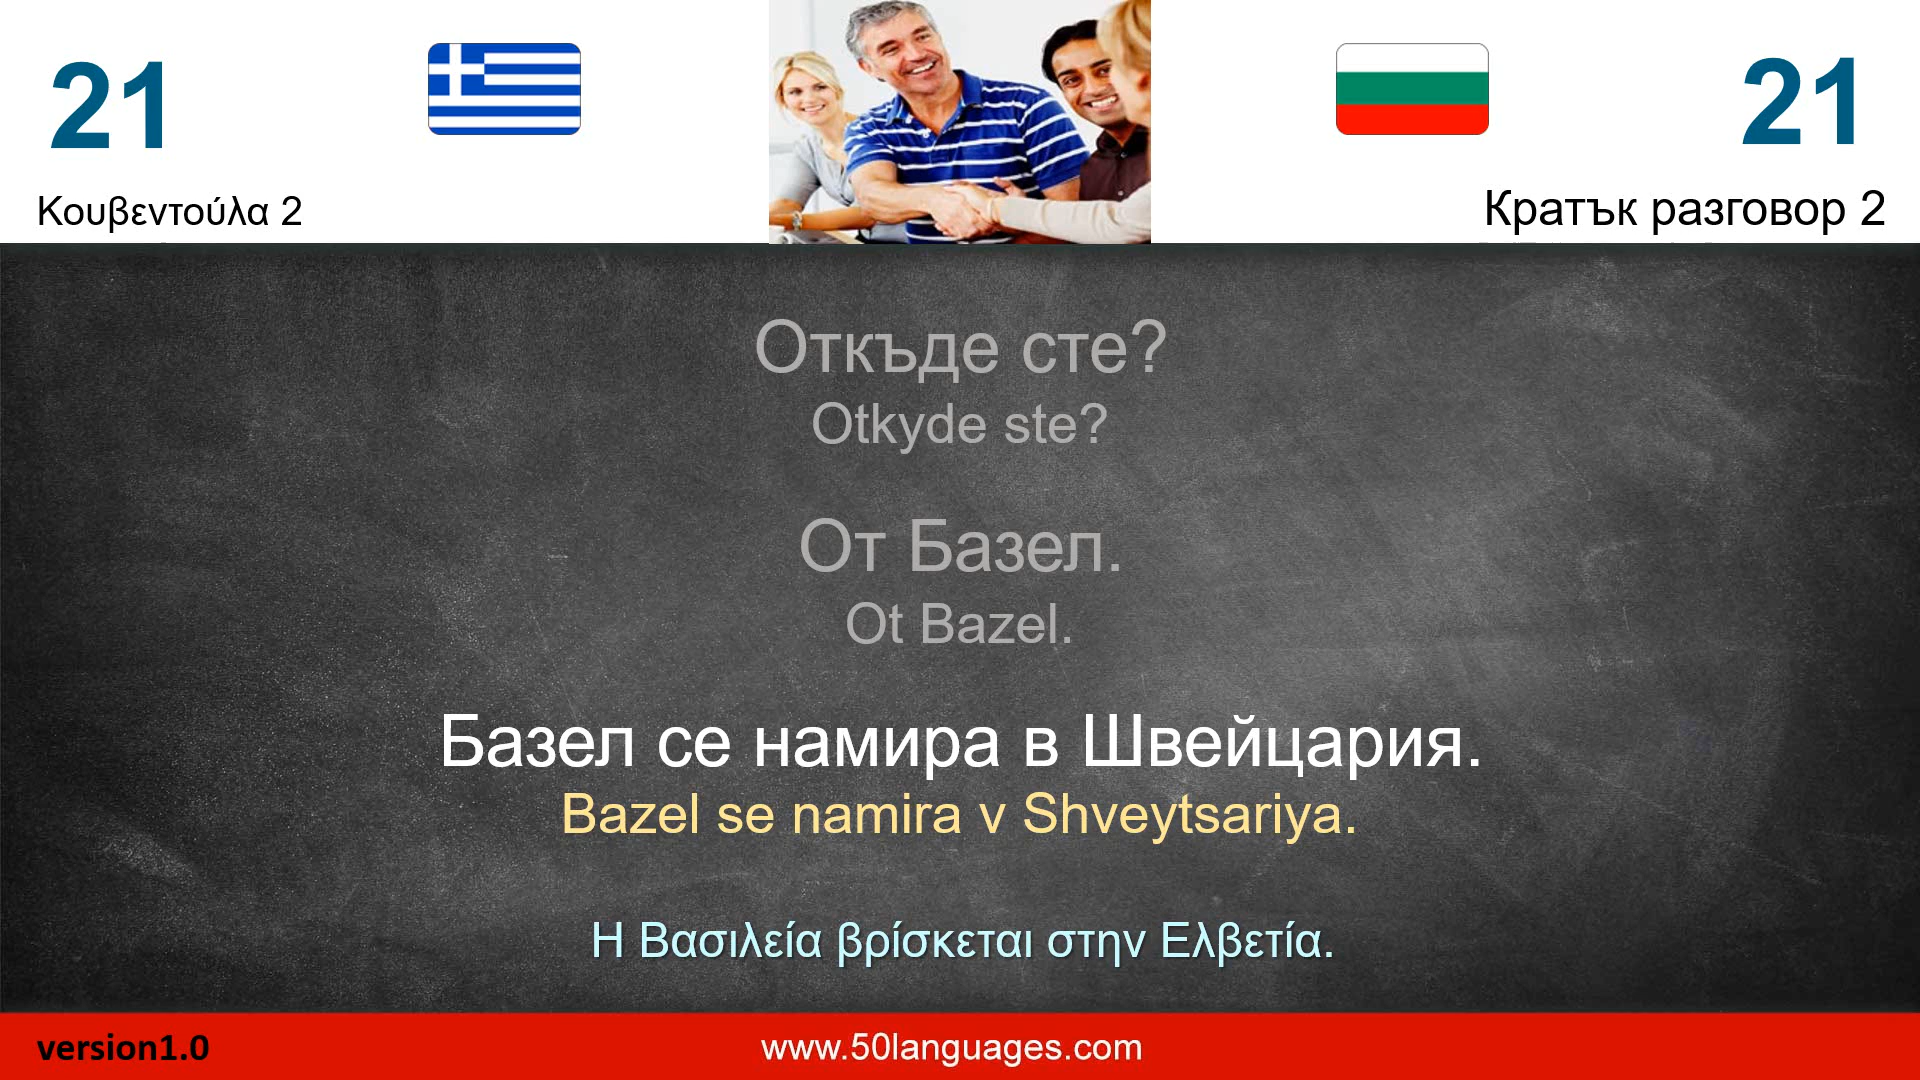 21
21
Κουβεντούλα 2
Кратък разговор 2
Откъде сте?
Otkyde ste?
От Базел.
Ot Bazel.
Базел се намира в Швейцария.
Bazel se namira v Shveytsariya.
Η Βασιλεία βρίσκεται στην Ελβετία.
version1.0
www.50languages.com